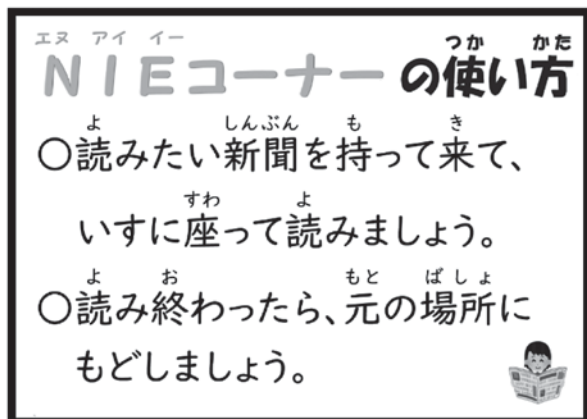 エヌ アイ イー つか かた
NIEコーナーの使い方
よ しんぶん も き
○読みたい新聞を持って来て、
すわ よ
いすに座って読みましょう。
よ お もと ばしょ
○読み終わったら、元の場所に
もどしましょう。